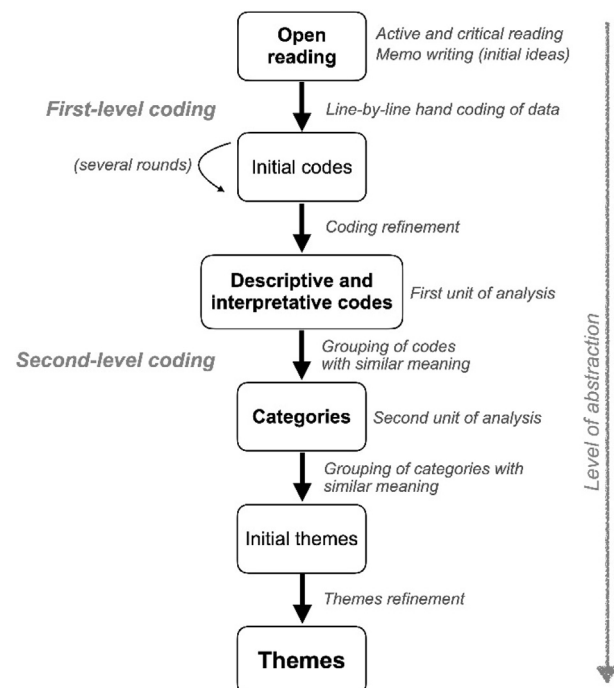 Open
reading
Active and critical reading
Memo writing (initial ideas)
First-level coding
Line-by-line hand coding of data
(several rounds)
Initial codes
Coding refinement
Descriptive and
interpretative codes
First unit of analysis
Second-level coding
Grouping of codes
with similar meaning
Categories
Second unit of analysis
Grouping of categories with
similar meaning
Initial themes
Themes refinement
Themes
Level of abstraction